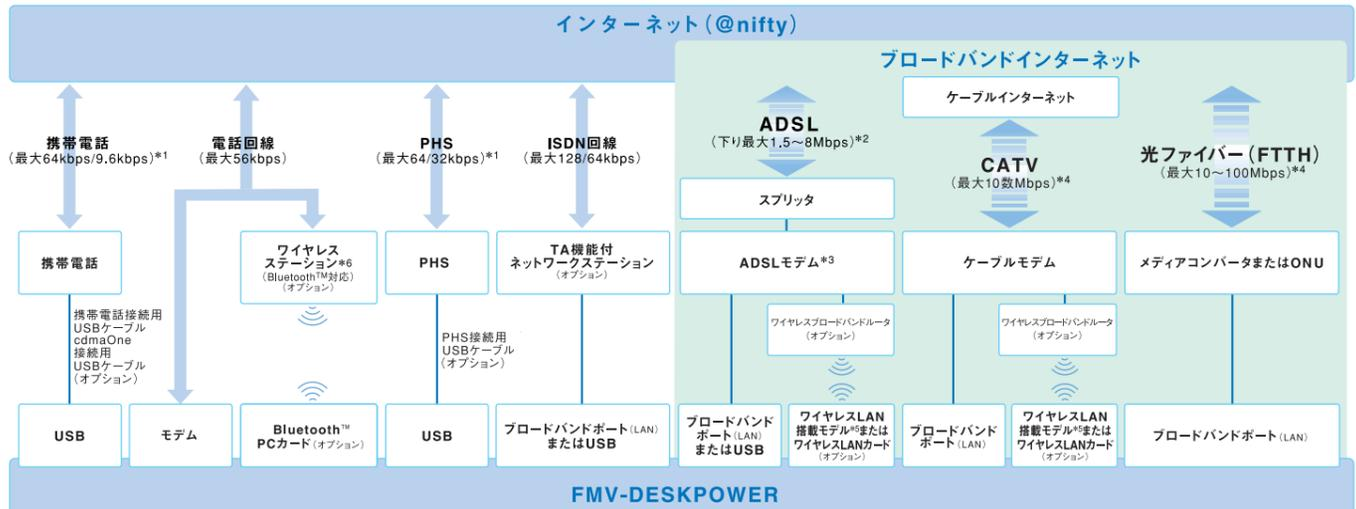 インターネット(@nifty)
ブロードバンドインターネット
携帯電話
(最大64kbps/9.6kbps)*1
電話回線
(最大56kbps)
PHS
(最大64/32kbps)*1
ISDN回線
(最大128/64kbps)
ADSL
(下り最大1.5〜8Mbps)*2
ケーブルインターネット
CATV
(最大10数Mbps)*4
光ファイバー(FTTH)
(最大10〜100Mbps)*4
スプリッタ
携帯電話
ワイヤレス
ステーション*6
(Bluetooth™対応)
(オプション)
PHS
TA機能付
ネットワークステーション
(オプション)
ADSLモデム*3
ケーブルモデム
メディアコンバータまたはONU
携帯電話接続用
USBケーブル
cdmaOne
接続用
USBケーブル
(オプション)
PHS接続用
USBケーブル
(オプション)
ワイヤレスブロードバンドルータ
(オプション)
ワイヤレスブロードバンドルータ
(オプション)
USB
モデム
Bluetooth™
PCカード(オプション)
USB
ブロードバンドポート(LAN)
またはUSB
ブロードバンド
ポート(LAN)
またはUSB
ワイヤレスLAN
搭載モデル*5または
ワイヤレスLANカード
(オプション)
ブロードバンド
ポート(LAN)
ワイヤレスLAN
搭載モデル*5または
ワイヤレスLANカード
(オプション)
ブロードバンドポート(LAN)
FMV-DESKPOWER